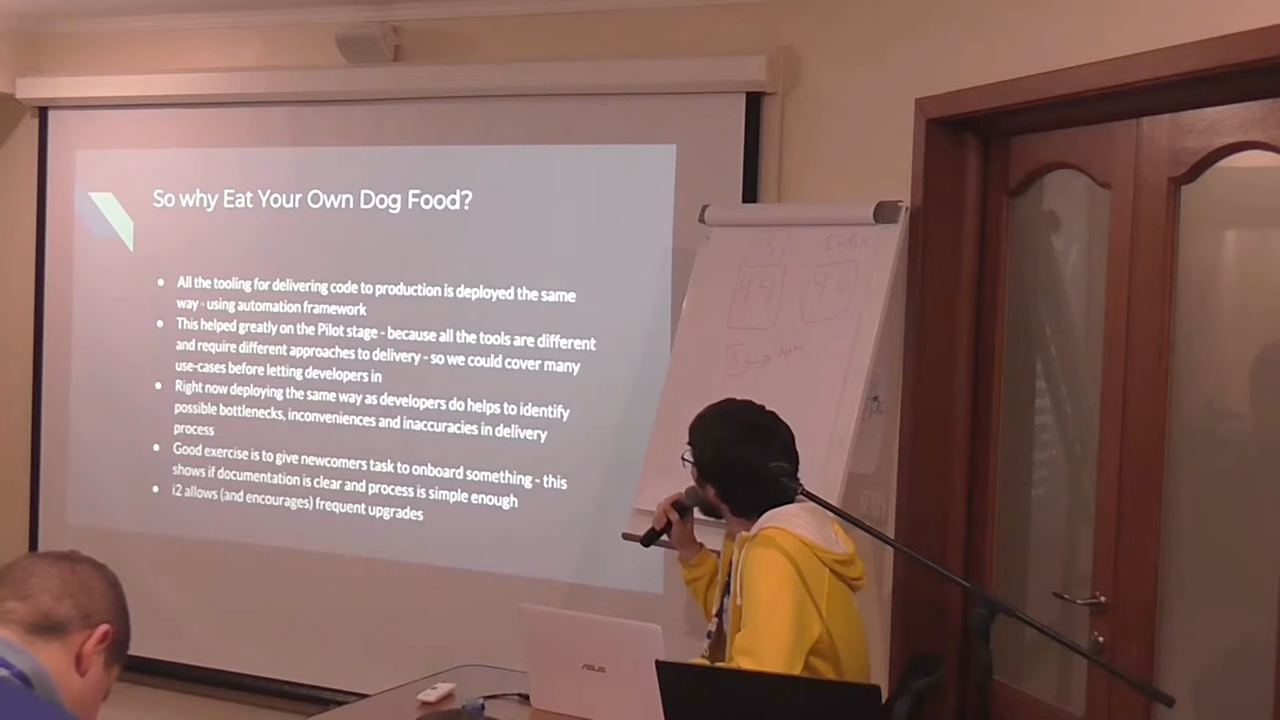 So why Eat Your Own Dog Food?
All the tooling for delivering code to production is deployed the same
way - using automation framework
This helped greatly on the Pilot stage - because all the tools are different
and require different approaches to delivery - so we could cover many
use-cases before letting developers in
Right now deploying the same way as developers do helps to identify
possible bottlenecks, inconveniences and inaccuracies in delivery
process
Good exercise is to give newcomers task to onboard something - this
shows if documentation is clear and process is simple enough
i2 allows (and encourages) frequent upgrades
ASUS